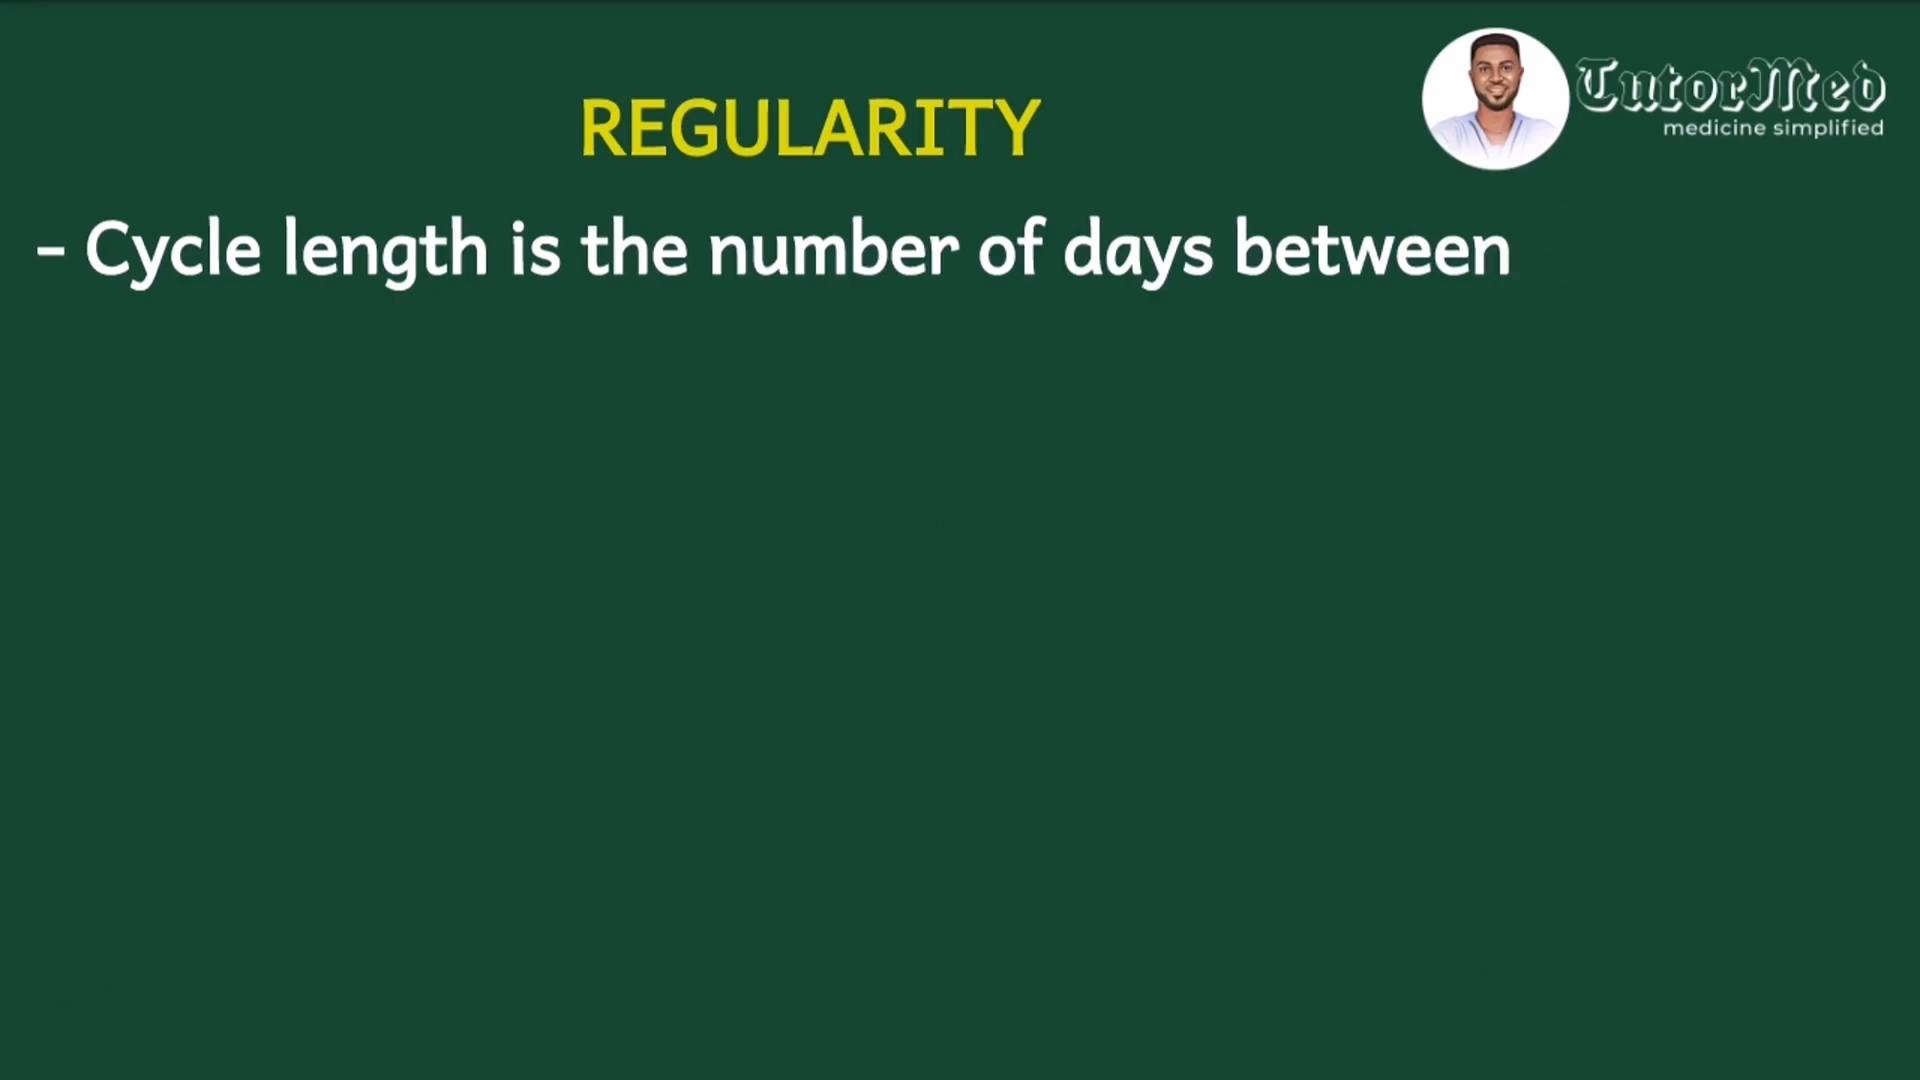 TutorMed
medicine simplified
REGULARITY
- Cycle length is the number of days between